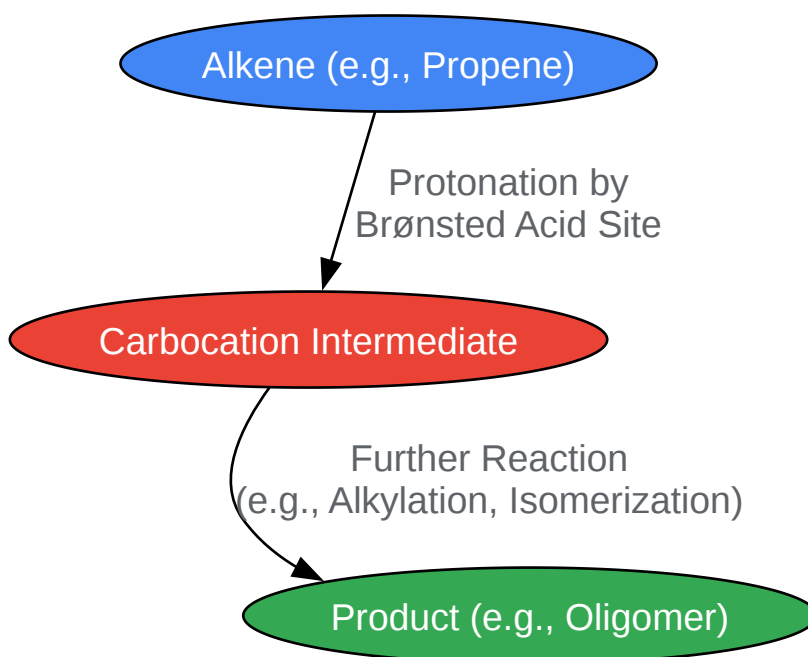 Alkene (e.g., Propene)
Protonation by
Brønsted Acid Site
Carbocation Intermediate
Further Reaction
(e.g., Alkylation, Isomerization)
Product (e.g., Oligomer)